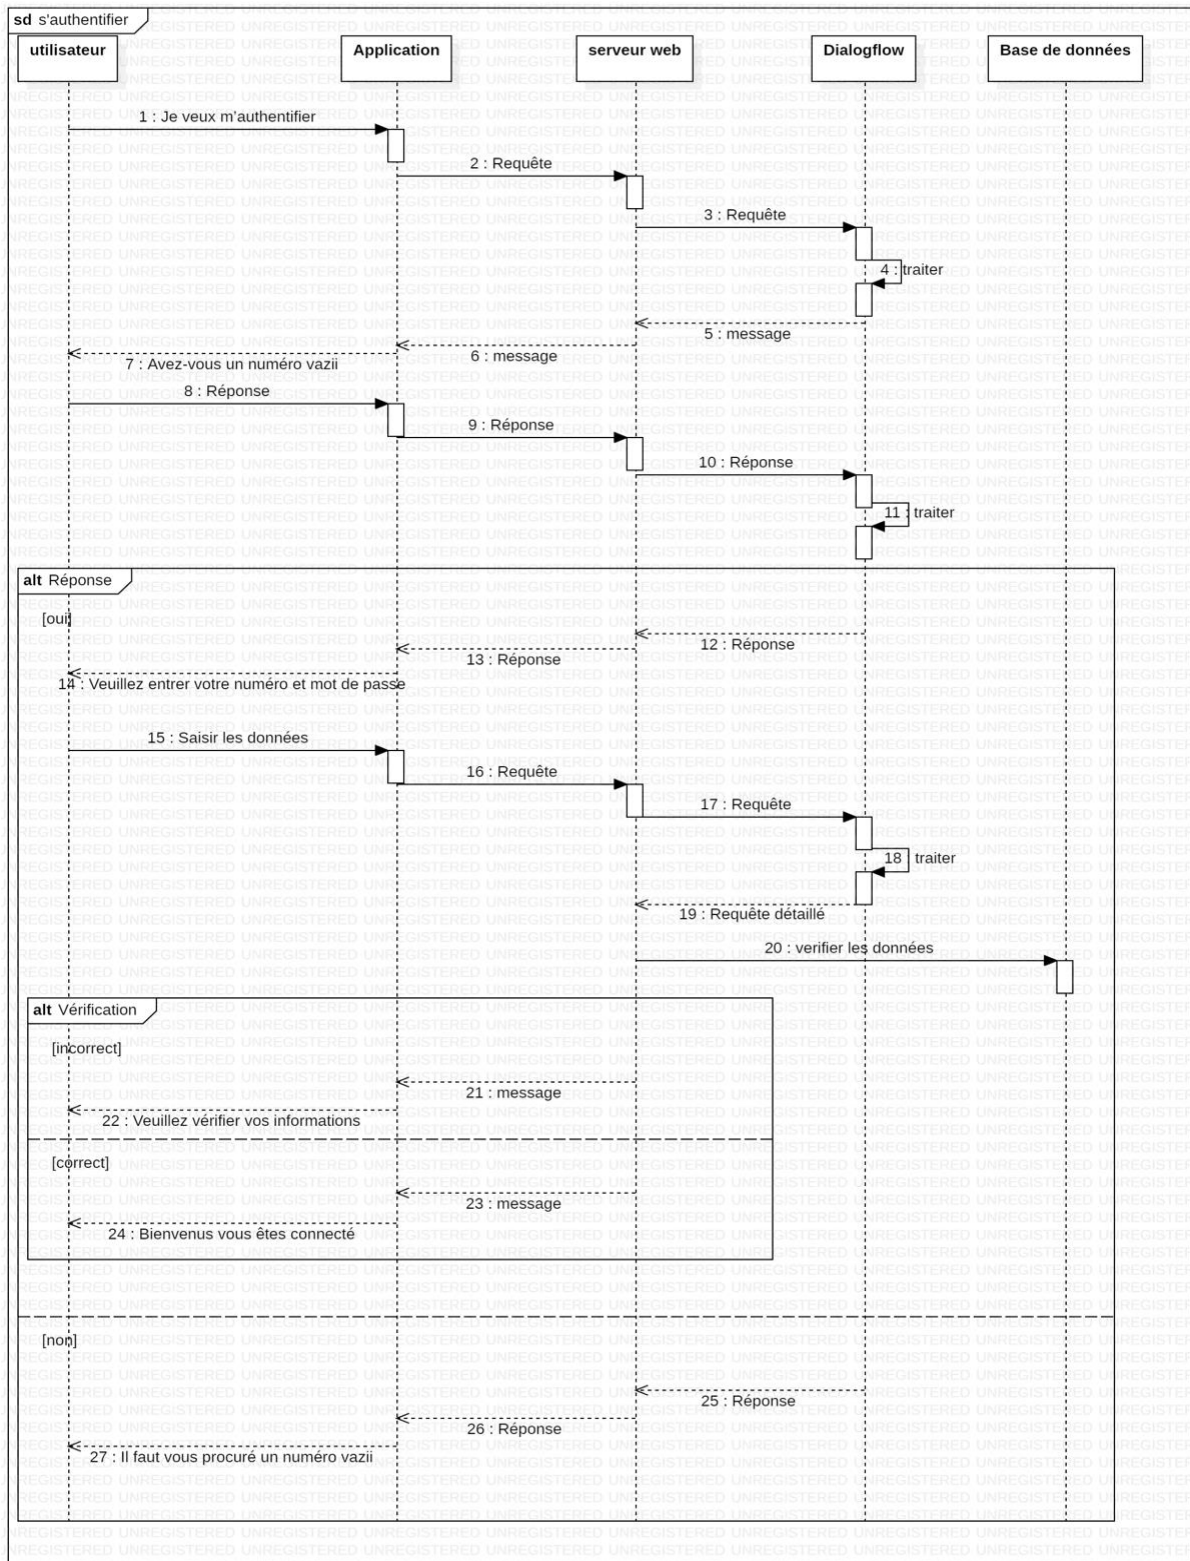 sd s'authentifier
utilisateur
Application
serveur web
Dialogflow
Base de données
1 : Je veux m'authentifier
2 : Requête
3 : Requête
4 : traiter
5 : message
6 : message
7 : Avez-vous un numéro vazii
8 : Réponse
9 : Réponse
10 : Réponse
11 : traiter
alt Réponse
[oui]
12 : Réponse
13 : Réponse
14 : Veuillez entrer votre numéro et mot de passe
15 : Saisir les données
16 : Requête
17 : Requête
18 : traiter
19 : Requête détaillé
20 : verifier les données
alt Vérification
[incorrect]
21 : message
22 : Veuillez vérifier vos informations
[correct]
23 : message
24 : Bienvenus vous êtes connecté
[non]
25 : Réponse
26 : Réponse
27 : Il faut vous procuré un numéro vazii
UNREGISTERED